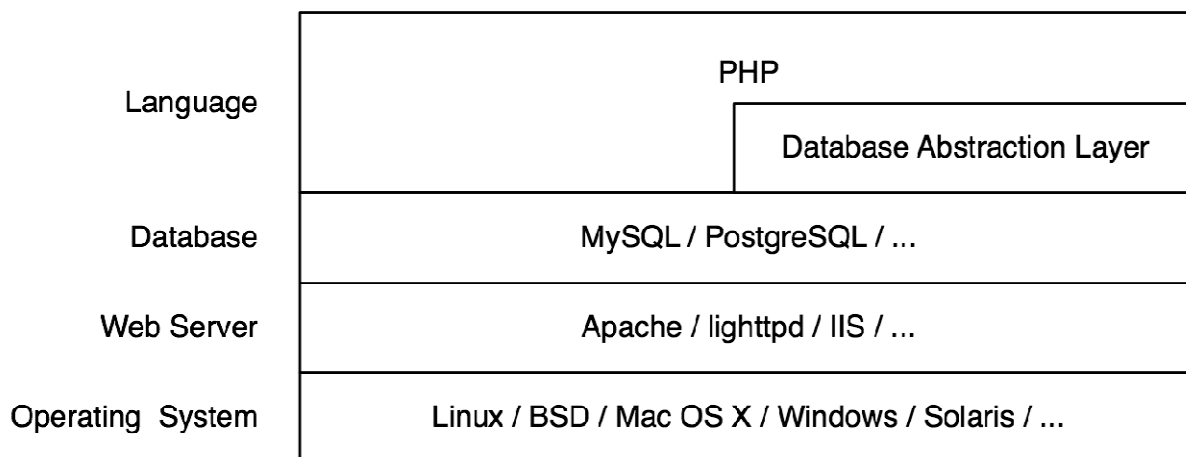 PHP
Language
Database Abstraction Layer
Database
MySQL / PostgreSQL / ...
Web Server
Apache / lighttpd / IIS / ...
Operating System
Linux / BSD / Mac OS X / Windows / Solaris / ...